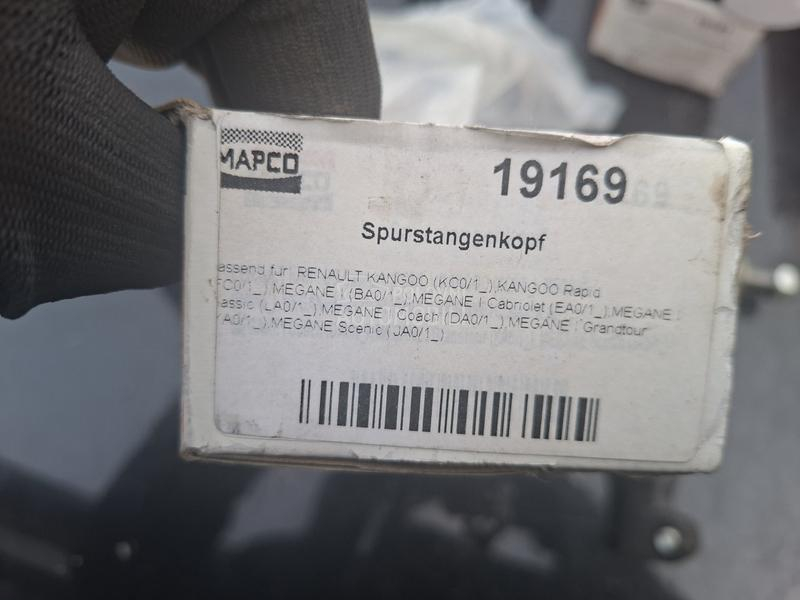 MAPCO
19169
Spurstangenkopf
assend für: RENAULT KANGOO (KC0/1_),KANGOO Rapid
FC0/1_),MEGANE I (BA0/1_),MEGANE I Cabriolet (EA0/1_),MEGANE I
lassic (LA0/1_),MEGANE I Coach (DA0/1_),MEGANE I Grandtour
KA0/1_),MEGANE Scenic (JA0/1_)